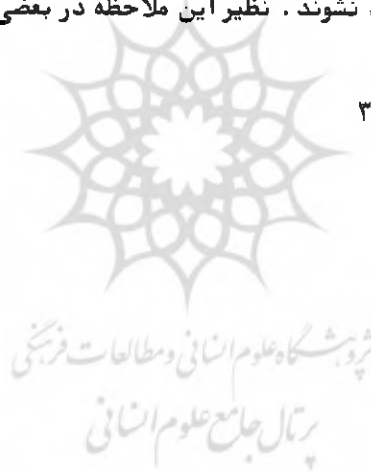 نشوند . نظیر این ملاحظه در بعضی
۳
پژوهشگاه علوم انسانی و مطالعات فرهنگی
پرتال جامع علوم انسانی